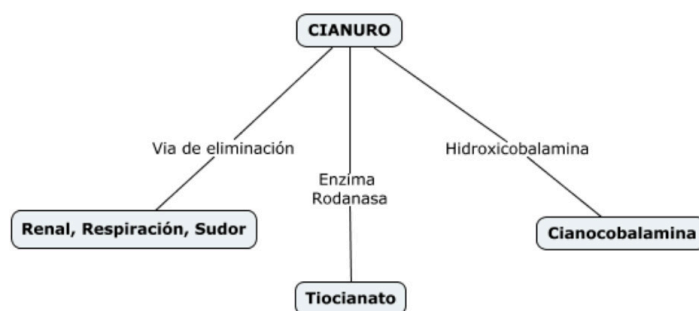 CIANURO
Via de eliminación
Hidroxicobalamina
Enzima
Rodanasa
Renal, Respiración, Sudor
Cianocobalamina
Tiocianato